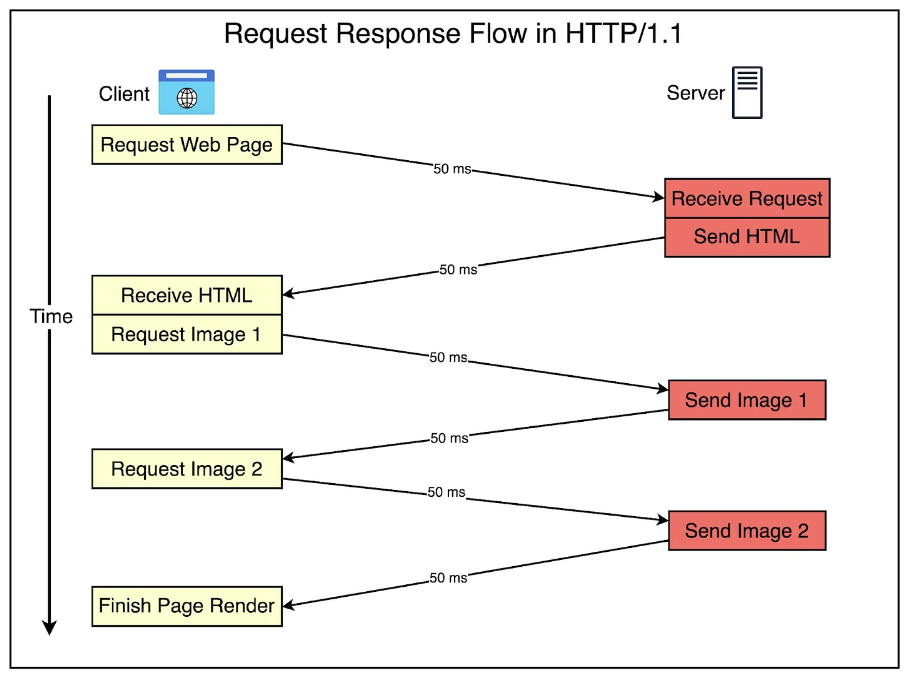 Request Response Flow in HTTP/1.1
Client
Server
Request Web Page
50 ms
Receive Request
Send HTML
50 ms
Receive HTML
Time
Request Image 1
50 ms
Send Image 1
50 ms
Request Image 2
50 ms
Send Image 2
50 ms
Finish Page Render